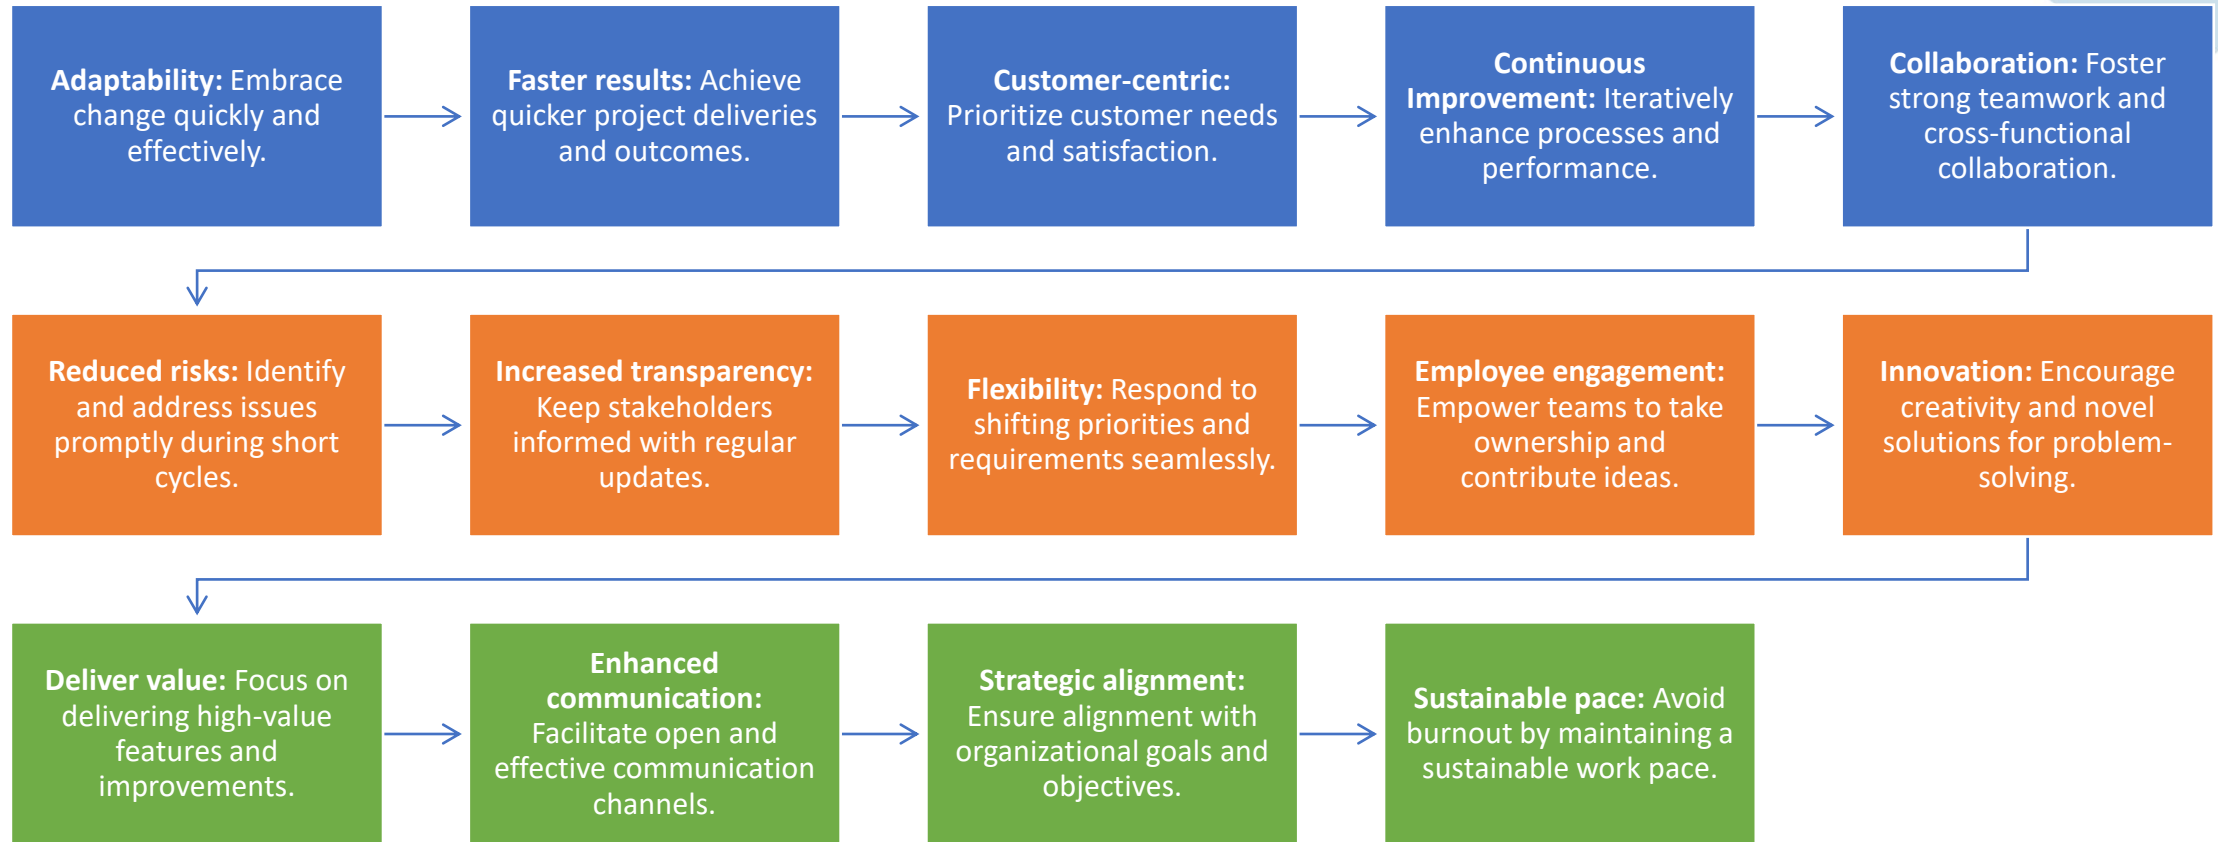 Adaptability: Embrace
change quickly and
effectively.
Faster results: Achieve
quicker project deliveries
and outcomes.
Customer-centric:
Prioritize customer needs
and satisfaction.
Continuous
Improvement: Iteratively
enhance processes and
performance.
Collaboration: Foster
strong teamwork and
cross-functional
collaboration.
Reduced risks: Identify
and address issues
promptly during short
cycles.
Increased transparency:
Keep stakeholders
informed with regular
updates.
Flexibility: Respond to
shifting priorities and
requirements seamlessly.
Employee engagement:
Empower teams to take
ownership and
contribute ideas.
Innovation: Encourage
creativity and novel
solutions for problem-
solving.
Deliver value: Focus on
delivering high-value
features and
improvements.
Enhanced
communication:
Facilitate open and
effective communication
channels.
Strategic alignment:
Ensure alignment with
organizational goals and
objectives.
Sustainable pace: Avoid
burnout by maintaining a
sustainable work pace.